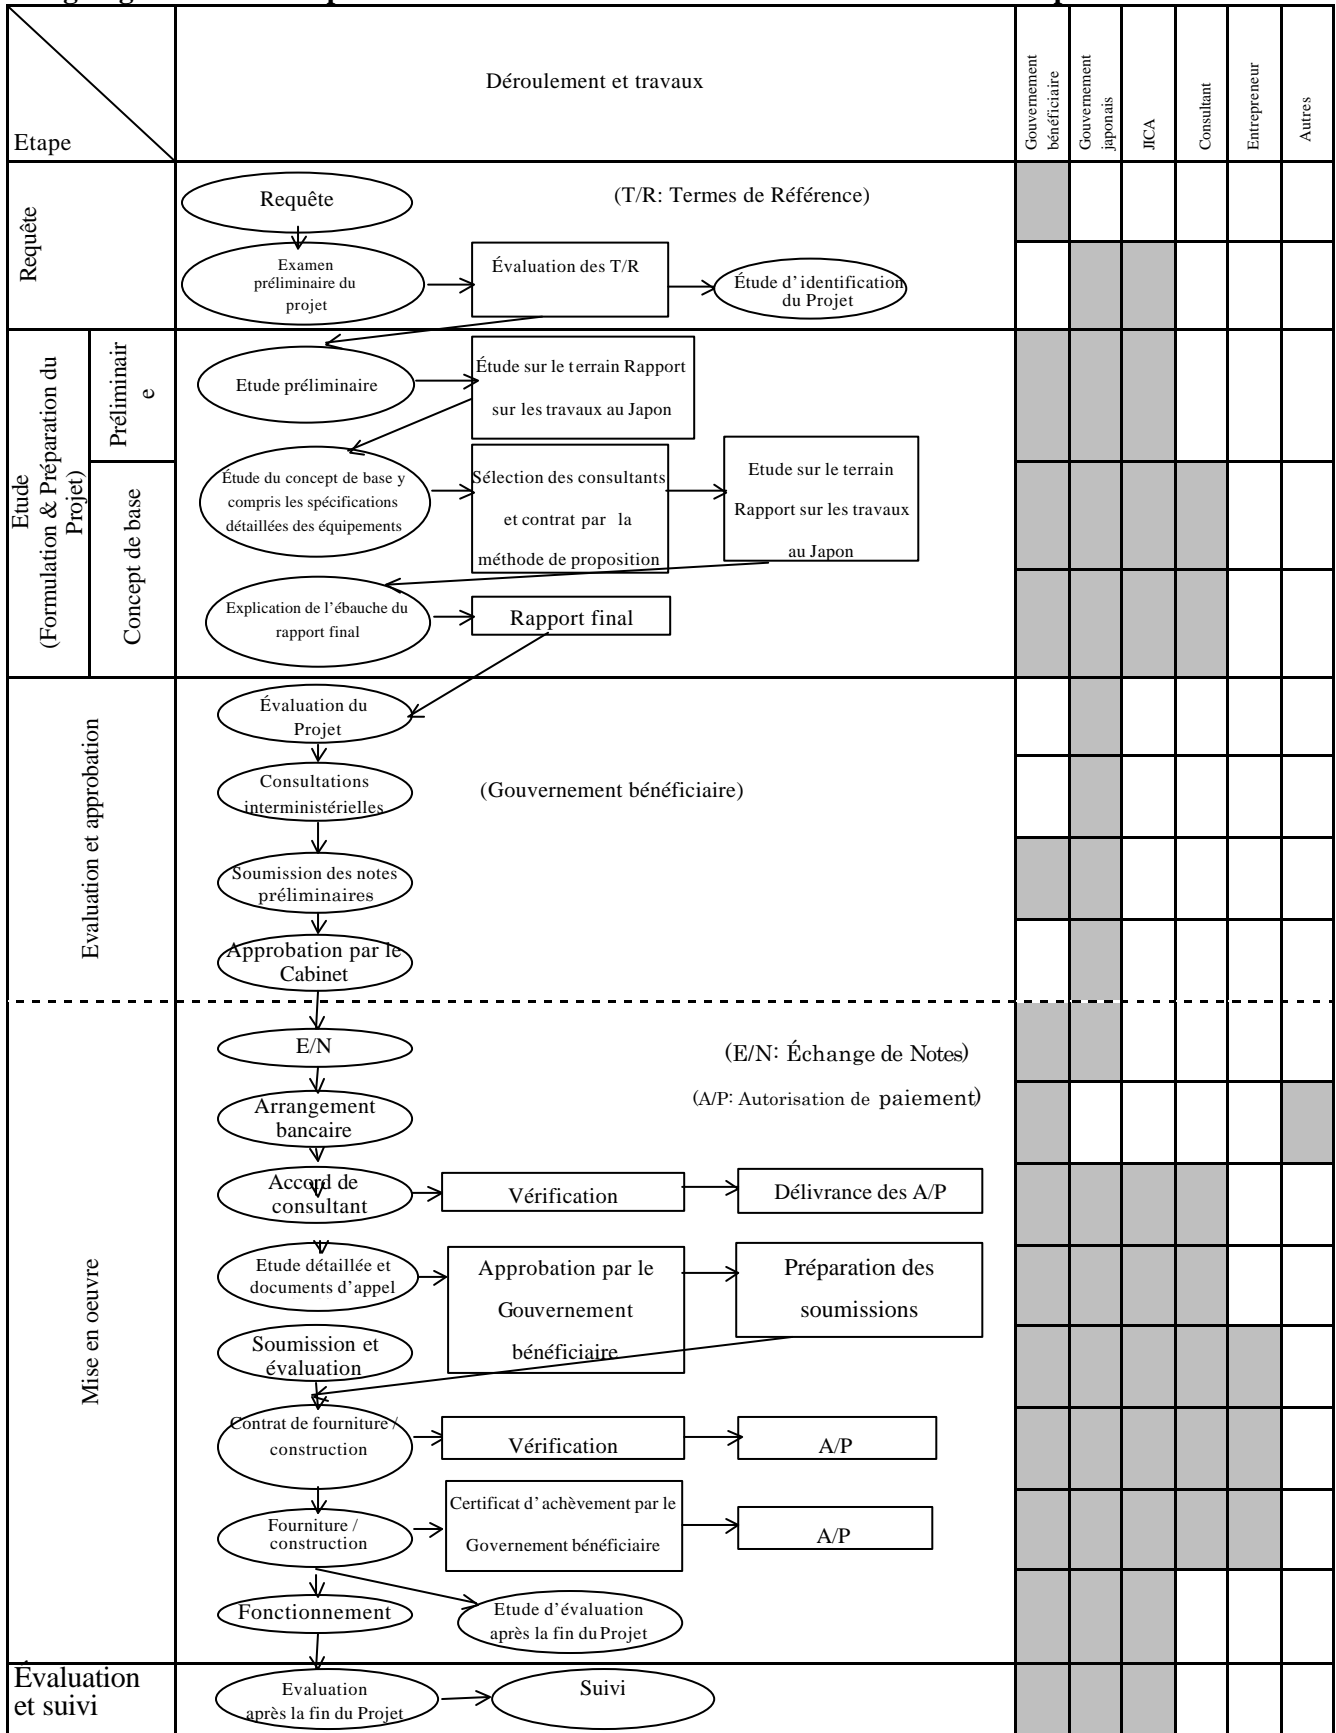 Déroulement et travaux
Etape
Gouvernement
bénéficiaire
Gouvernement
japonais
JICA
Consultant
Entrepreneur
Autres
Requête
Requête
(T/R: Termes de Référence)
Examen
préliminaire du
projet
Évaluation des T/R
Étude d'identification
du Projet
Etude
(Formulation & Préparation du
Projet)
Préliminair
e
Etude préliminaire
Étude sur le terrain Rapport
sur les travaux au Japon
Concept de base
Étude du concept de base y
compris les spécifications
détaillées des équipements
Sélection des consultants
et contrat par la
méthode de proposition
Etude sur le terrain
Rapport sur les travaux
au Japon
Explication de l'ébauche du
rapport final
Rapport final
Evaluation et approbation
Évaluation du
Projet
Consultations
interministérielles
(Gouvernement bénéficiaire)
Soumission des notes
préliminaires
Approbation par le
Cabinet
Mise en oeuvre
E/N
(E/N: Échange de Notes)
(A/P: Autorisation de paiement)
Arrangement
bancaire
Accord de
consultant
Vérification
Délivrance des A/P
Etude détaillée et
documents d'appel
Approbation par le
Gouvernement
bénéficiaire
Préparation des
soumissions
Soumission et
évaluation
Contrat de fourniture /
construction
Vérification
A/P
Fourniture /
construction
Certificat d'achèvement par le
Governement bénéficiaire
A/P
Fonctionnement
Etude d'évaluation
après la fin du Projet
Évaluation
et suivi
Evaluation
après la fin du Projet
Suivi